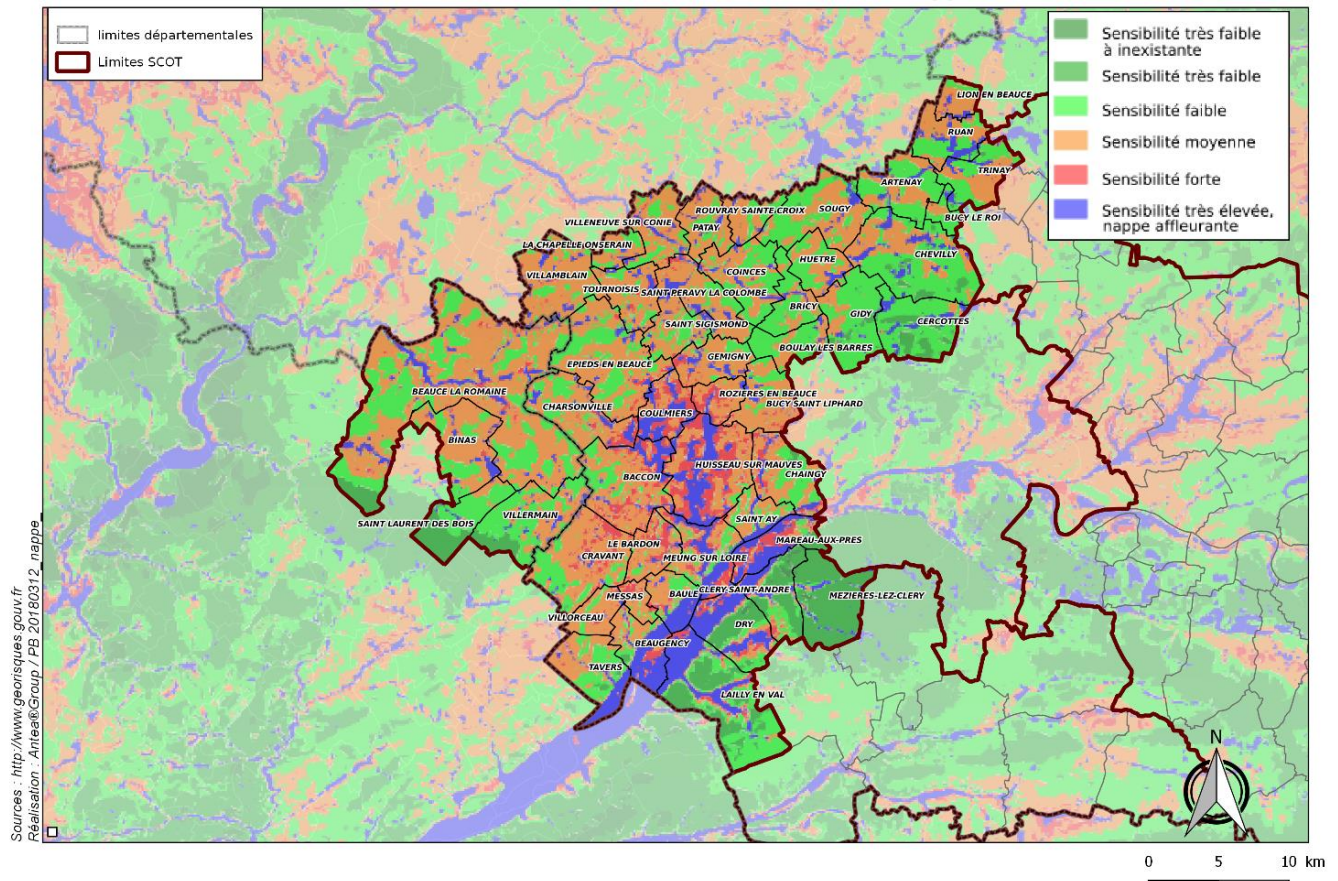 limites départementales
Limites SCOT
Sensibilité très faible
à inexistante
Sensibilité très faible
Sensibilité faible
Sensibilité moyenne
Sensibilité forte
Sensibilité très élevée,
nappe affleurante
LION EN BEAUCE
RUAN
TRINAY
ARTENAY
BUCY LE ROI
ROUVRAY SAINTE CROIX
SOUGY
VILLENEUVE SUR CONIE
PATAY
LA CHAPELLE ONSERAIN
CHEVILLY
HUETRE
VILLAMBLAIN
COINCES
TOURNOISIS
SAINT PERAVY LA COLOMBE
BRICY
GIDY
CERCOTTES
SAINT SIGISMOND
BOULAY LES BARRES
GEMIGNY
EPIEDS EN BEAUCE
BEAUCE LA ROMAINE
ROZIERES EN BEAUCE
BUCY SAINT LIPHARD
CHARSONVILLE
COULMIERS
BINAS
HUISSEAU SUR MAUVES
CHAINGY
BACCON
VILLERMAIN
SAINT LAURENT DES BOIS
SAINT AY
MAREAU-AUX-PRES
LE BARDON
CRAVANT
MEUNG SUR LOIRE
CLERY-SAINT-ANDRE
MEZIERES-LEZ-CLERY
MESSAS
BAULE
VILLORCEAU
DRY
BEAUGENCY
TAVERS
LAILLY EN VAL
N
0 5 10 km
Sources : http://www.georisques.gouv.fr
Réalisation : Antea®Group / PB 20180312_nappe_